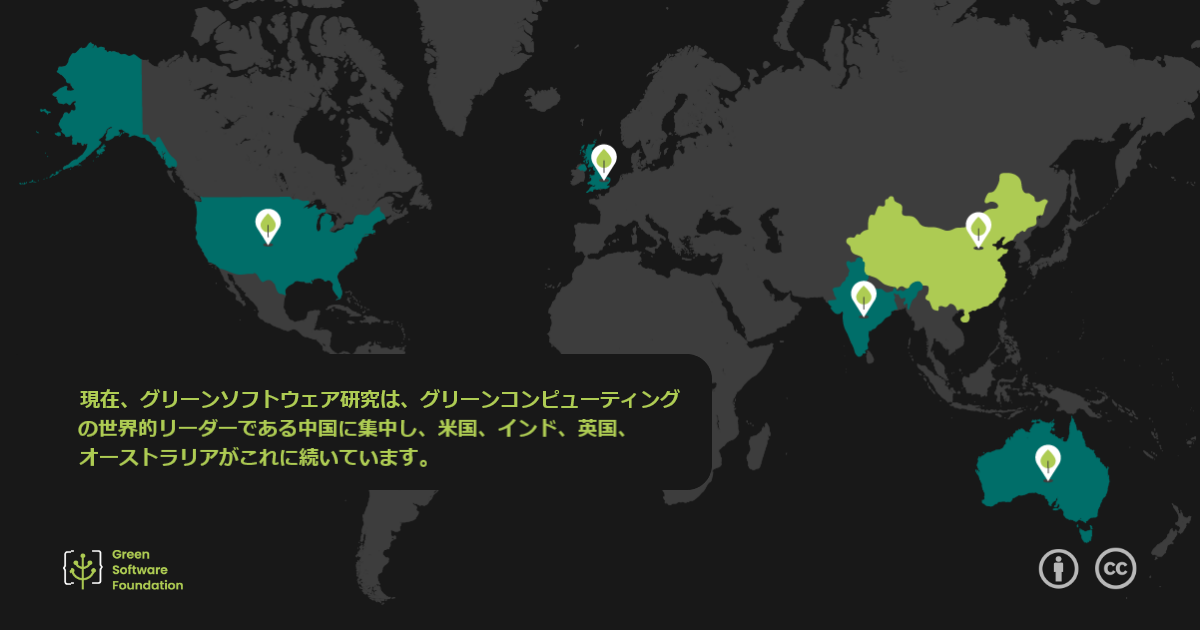 現在、グリーンソフトウェア研究は、グリーンコンピューティング
の世界的リーダーである中国に集中し、米国、インド、英国、
オーストラリアがこれに続いています。
Green
Software
Foundation
cc